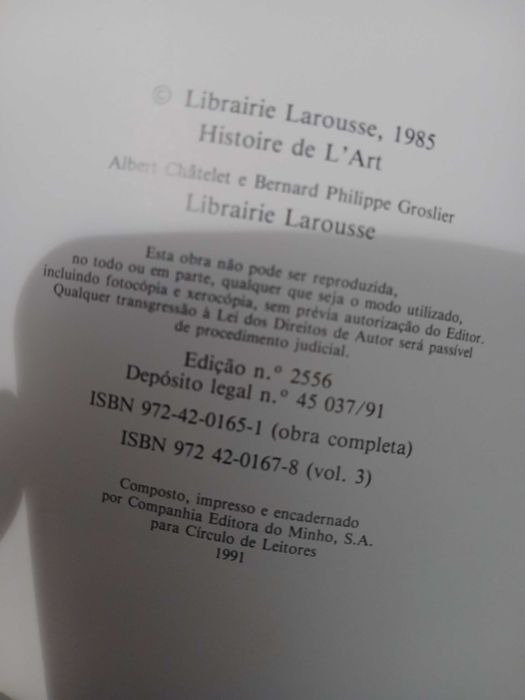 © Librairie Larousse, 1985
Histoire de L'Art
Albert Châtelet e Bernard Philippe Groslier
Librairie Larousse
Esta obra não pode ser reproduzida,
no todo ou em parte, qualquer que seja o modo utilizado,
incluindo fotocópia e xerocópia, sem prévia autorização do Editor.
Qualquer transgressão à Lei dos Direitos de Autor será passível
de procedimento judicial.
Edição n.º 2556
Depósito legal n.º 45 037/91
ISBN 972-42-0165-1 (obra completa)
ISBN 972 42-0167-8 (vol. 3)
Composto, impresso e encadernado
por Companhia Editora do Minho, S.A.
para Círculo de Leitores
1991